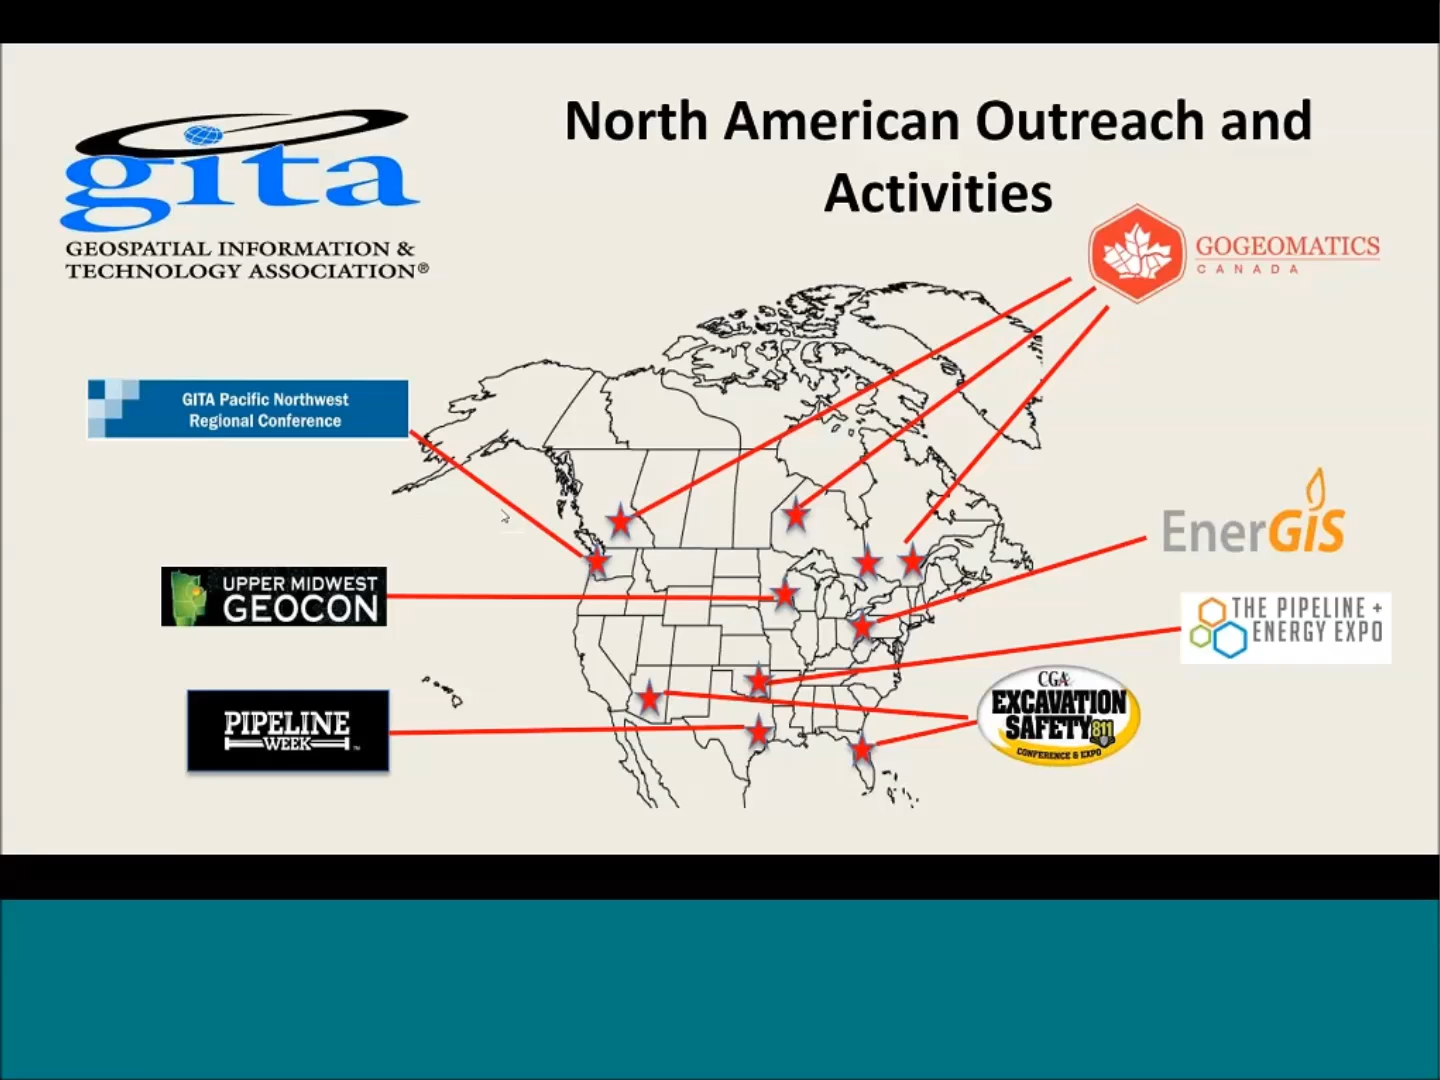 North American Outreach and
Activities
gita
GEOSPATIAL INFORMATION &
TECHNOLOGY ASSOCIATION®
GOGEOMATICS
CANADA
GITA Pacific Northwest
Regional Conference
EnerGiS
UPPER MIDWEST
GEOCON
THE PIPELINE +
ENERGY EXPO
CGA
EXCAVATION
SAFETY 811
CONFERENCE & EXPO
PIPELINE
WEEK™